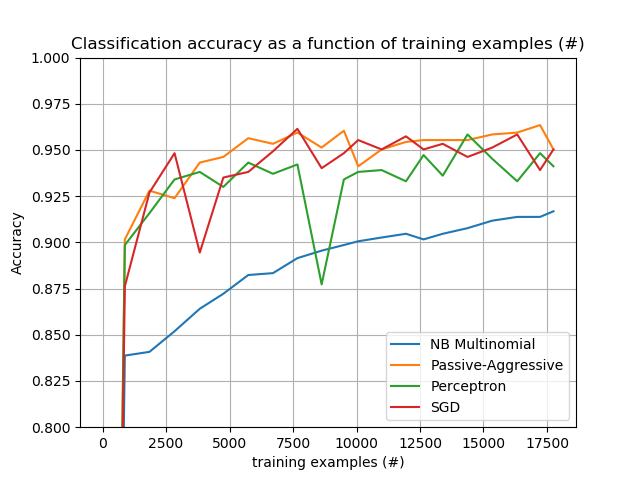 Classification accuracy as a function of training examples (#)
1.000
0.975
0.950
0.925
0.900
0.875
0.850
0.825
0.800
Accuracy
NB Multinomial
Passive-Aggressive
Perceptron
SGD
0 2500 5000 7500 10000 12500 15000 17500
training examples (#)